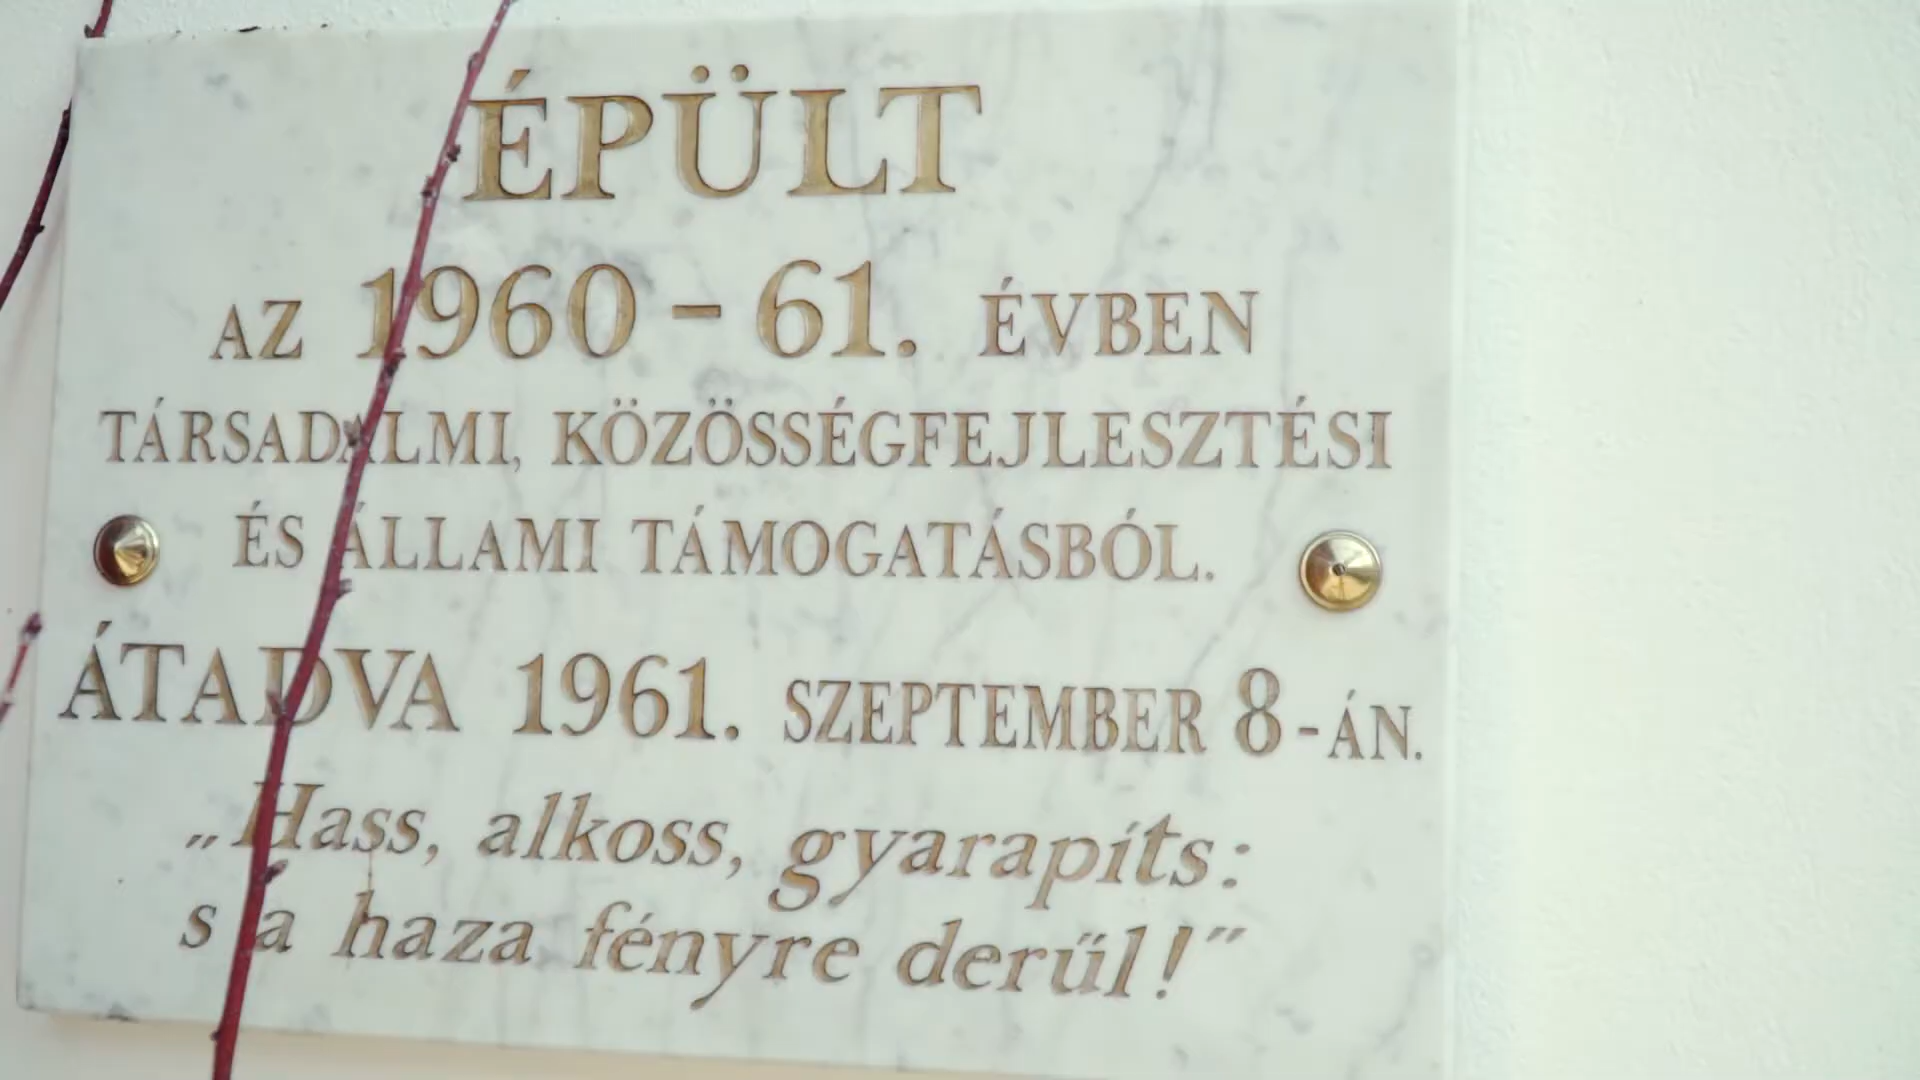 ÉPÜLT
AZ 1960 - 61. ÉVBEN
TÁRSADALMI, KÖZÖSSÉGFEJLESZTÉSI
ÉS ÁLLAMI TÁMOGATÁSBÓL.
ÁTADVA 1961. SZEPTEMBER 8-ÁN.
„Hass, alkoss, gyarapíts:
s a haza fényre derűl!”